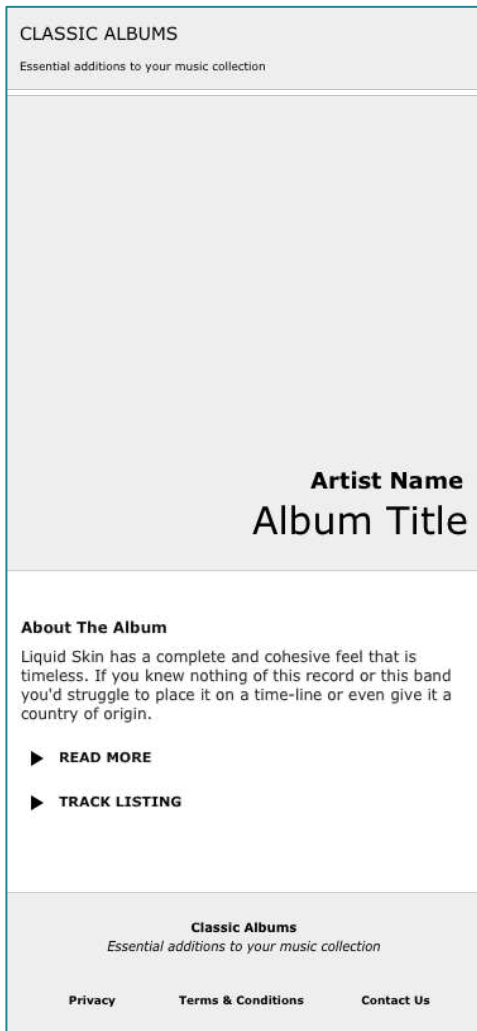 CLASSIC ALBUMS
Essential additions to your music collection
Artist Name
Album Title
About The Album
Liquid Skin has a complete and cohesive feel that is
timeless. If you knew nothing of this record or this band
you'd struggle to place it on a time-line or even give it a
country of origin.
READ MORE
TRACK LISTING
Classic Albums
Essential additions to your music collection
Privacy Terms & Conditions Contact Us